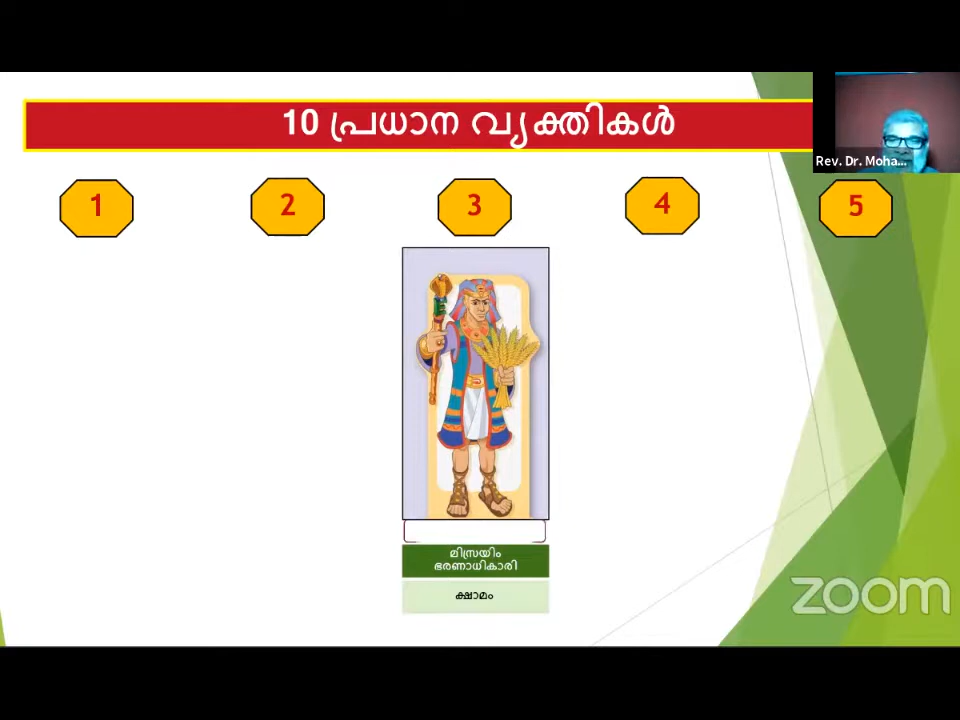 10 പ്രധാന വ്യക്തികൾ
Rev. Dr. Moha...
1
2
3
4
5
മിസ്രയിം
ഭരണാധികാരി
ക്ഷാമം
zoom